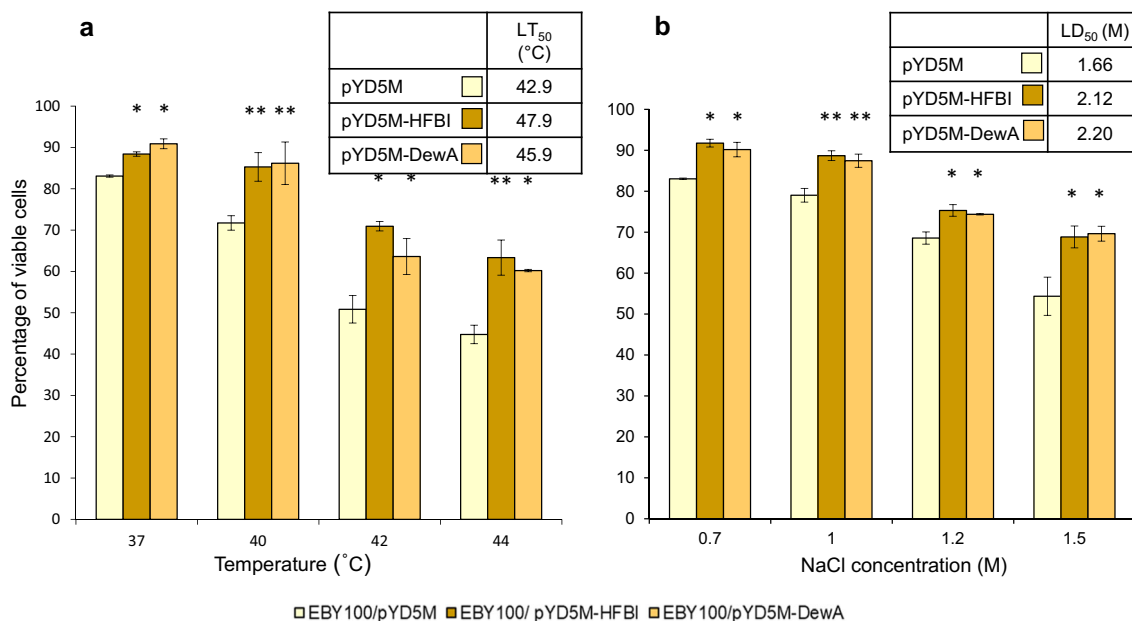 a
LT50 (°C)
pYD5M 42.9
pYD5M-HFBI 47.9
pYD5M-DewA 45.9
Percentage of viable cells
100
90
80
70
60
50
40
30
20
10
0
* * ** ** * * ** *
37 40 42 44
Temperature (°C)
b
LD50 (M)
pYD5M 1.66
pYD5M-HFBI 2.12
pYD5M-DewA 2.20
100
90
80
70
60
50
40
30
20
10
0
* * ** ** * * * *
0.7 1 1.2 1.5
NaCl concentration (M)
EBY100/pYD5M EBY100/ pYD5M-HFBI EBY100/pYD5M-DewA